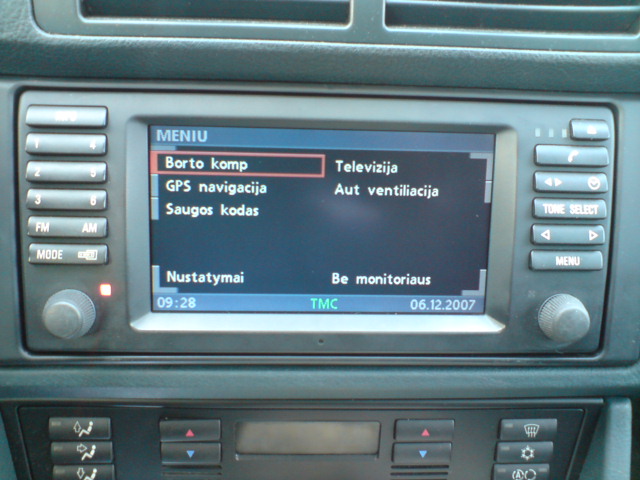 MENIU
Borto komp Televizija
GPS navigacija Aut ventiliacija
Saugos kodas
Nustatymai Be monitoriaus
09:28 TMC 06.12.2007
1 4
2 5
3 6
FM AM
MODE
TONE SELECT
MENU